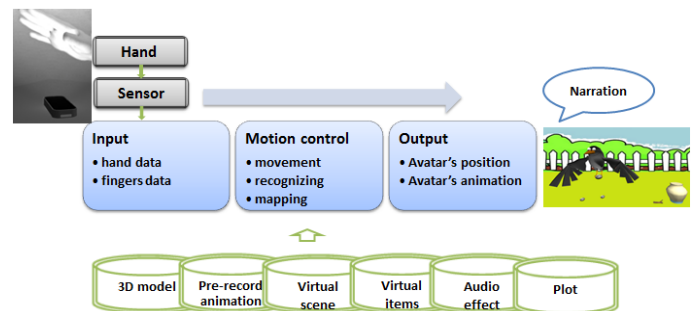 Hand
Sensor
Narration
Input
• hand data
• fingers data
Motion control
• movement
• recognizing
• mapping
Output
• Avatar's position
• Avatar's animation
3D model
Pre-record
animation
Virtual
scene
Virtual
items
Audio
effect
Plot